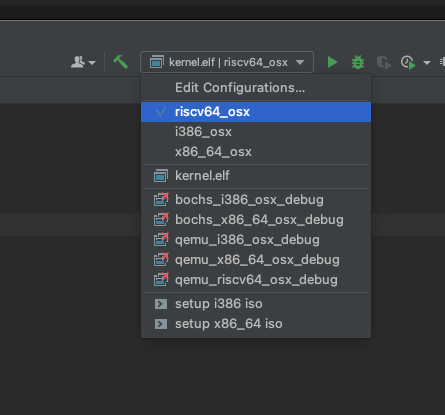 kernel.elf | riscv64_osx
Edit Configurations...
riscv64_osx
i386_osx
x86_64_osx
kernel.elf
bochs_i386_osx_debug
bochs_x86_64_osx_debug
qemu_i386_osx_debug
qemu_x86_64_osx_debug
qemu_riscv64_osx_debug
setup i386 iso
setup x86_64 iso